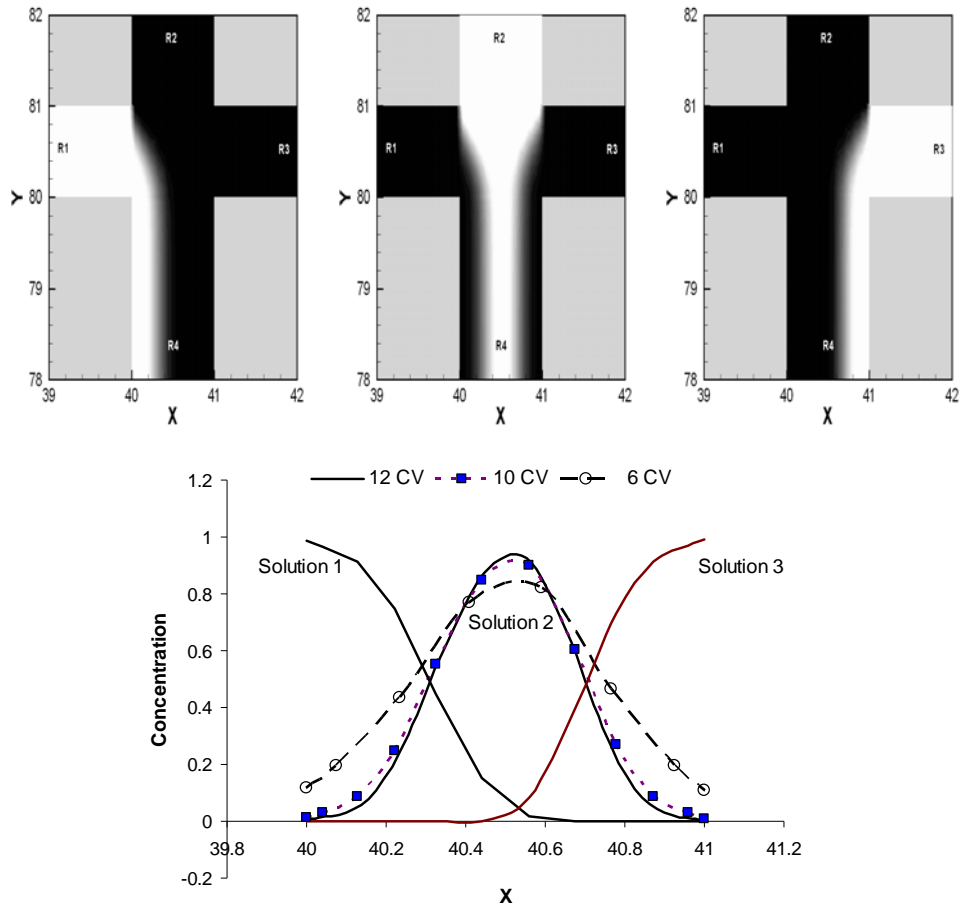 82
81
80
79
78
Y
R2
R1
R3
R4
39 40 41 42
X
82
81
80
79
78
Y
R2
R1
R3
R4
39 40 41 42
X
82
81
80
79
78
Y
R2
R1
R3
R4
39 40 41 42
X
12 CV 10 CV 6 CV
1.2
1
0.8
0.6
0.4
0.2
0
-0.2
Concentration
Solution 1
Solution 2
Solution 3
39.8 40 40.2 40.4 40.6 40.8 41 41.2
X